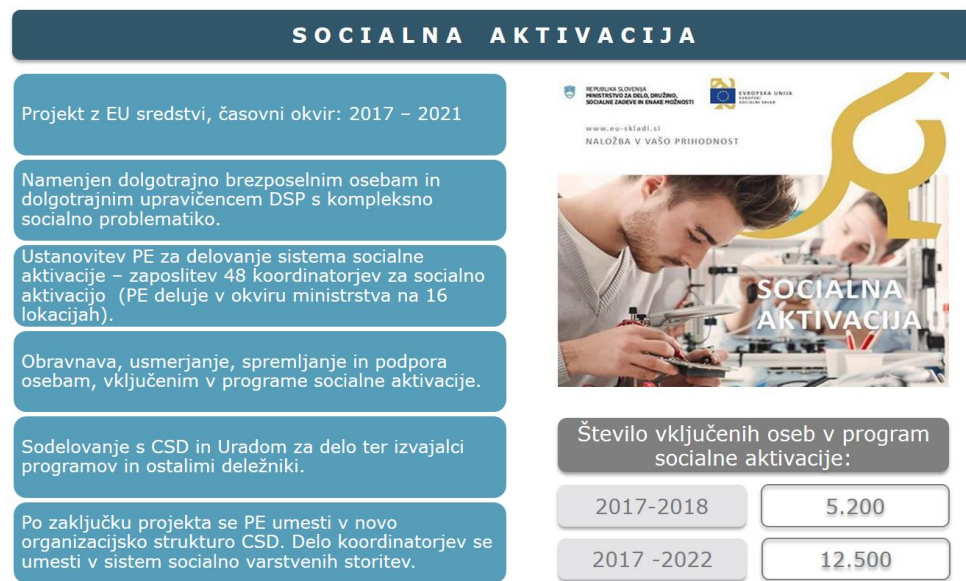 SOCIALNA AKTIVACIJA
Projekt z EU sredstvi, časovni okvir: 2017 – 2021
Namenjen dolgotrajno brezposelnim osebam in
dolgotrajnim upravičencem DSP s kompleksno
socialno problematiko.
Ustanovitev PE za delovanje sistema socialne
aktivacije – zaposlitev 48 koordinatorjev za socialno
aktivacijo (PE deluje v okviru ministrstva na 16
lokacijah).
Obravnava, usmerjanje, spremljanje in podpora
osebam, vključenim v programe socialne aktivacije.
Sodelovanje s CSD in Uradom za delo ter izvajalci
programov in ostalimi deležniki.
Po zaključku projekta se PE umesti v novo
organizacijsko strukturo CSD. Delo koordinatorjev se
umesti v sistem socialno varstvenih storitev.
REPUBLIKA SLOVENIJA
MINISTRSTVO ZA DELO, DRUŽINO,
SOCIALNE ZADEVE IN ENAKE MOŽNOSTI
EVROPSKA UNIJA
EVROPSKI
SOCIALNI SKLAD
www.eu-skladi.si
NALOŽBA V VAŠO PRIHODNOST
SOCIALNA
AKTIVACIJA
Število vključenih oseb v program
socialne aktivacije:
2017-2018 5.200
2017 -2022 12.500